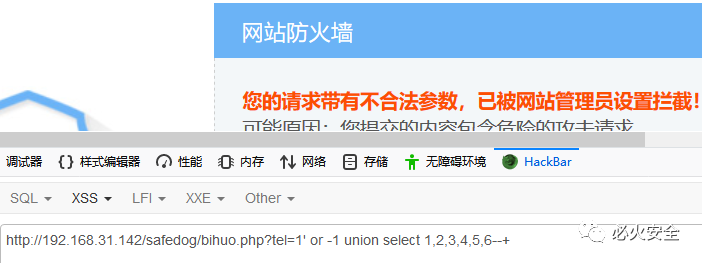 网站防火墙
您的请求带有不合法参数，已被网站管理员设置拦截！
可能原因：您提交的内容包含危险的攻击请求
调试器 样式编辑器 性能 内存 网络 存储 无障碍环境 HackBar
SQL XSS LFI XXE Other
http://192.168.31.142/safedog/bihuo.php?tel=1' or -1 union select 1,2,3,4,5,6--+
必火安全